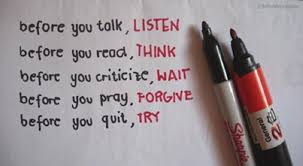 before you talk, LISTEN
before you read, THINK
before you criticize, WAIT
before you pray, FORGIVE
before you quit, TRY
Sharpie
General